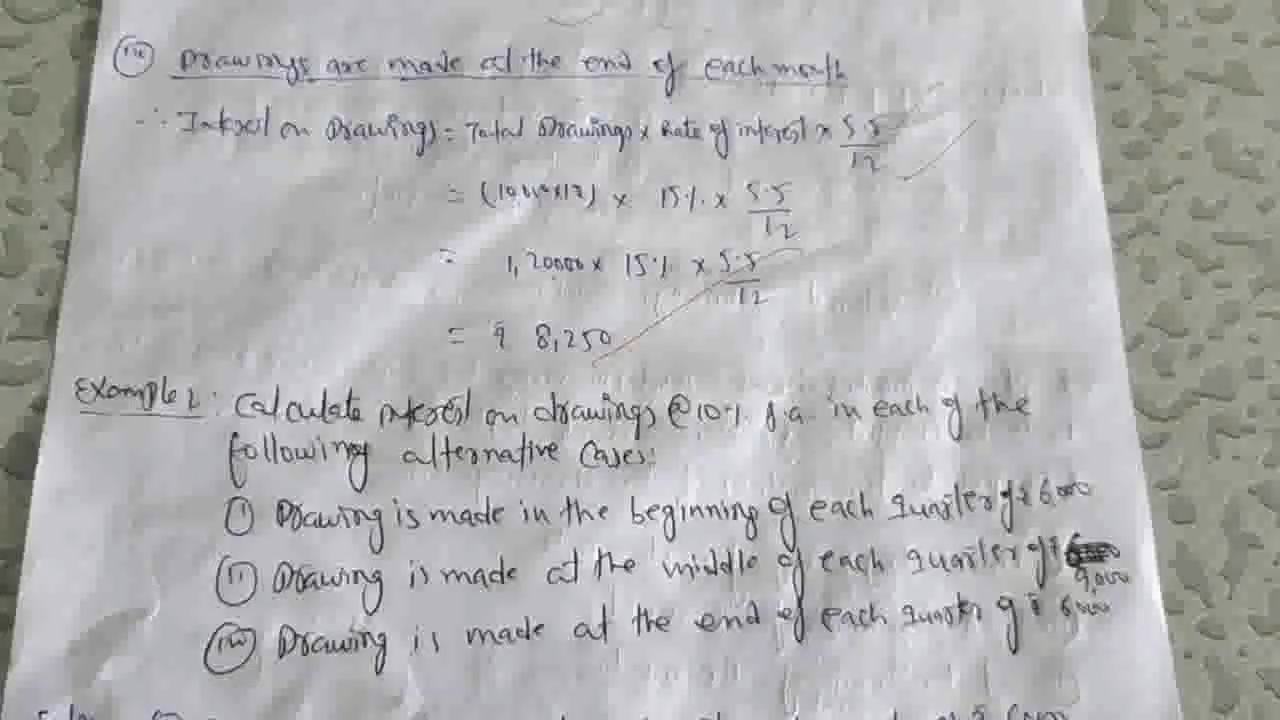 (iii) Drawings are made at the end of each month
∴ Interest on Drawings = Total Drawings × Rate of interest × 5.5/12
= (10,000×12) × 15% × 5.5/12
= 1,20000 × 15% × 5.5/12
= ₹ 8,250
Example 2: Calculate interest on drawings @ 10% p.a. in each of the
following alternative cases:
(i) Drawing is made in the beginning of each quarter of ₹ 6,000
(ii) Drawing is made at the middle of each quarter of ₹ 9,000
(iii) Drawing is made at the end of each quarter of ₹ 6,000